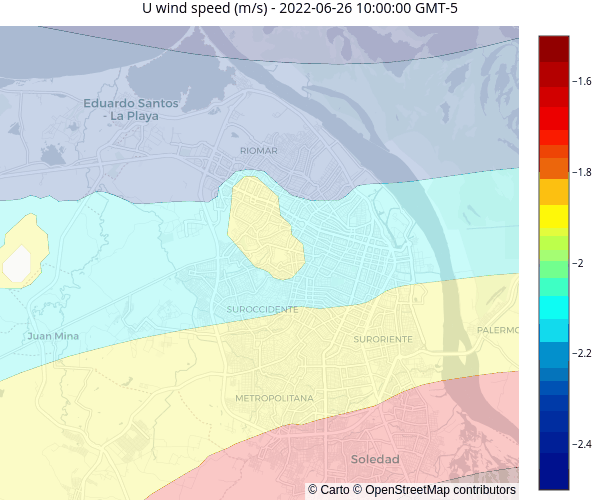 U wind speed (m/s) - 2022-06-26 10:00:00 GMT-5
Eduardo Santos
- La Playa
RIOMAR
SUROCCIDENTE
Juan Mina
SURORIENTE
PALERMO
METROPOLITANA
Soledad
© Carto © OpenStreetMap contributors
−1.6
−1.8
−2
−2.2
−2.4